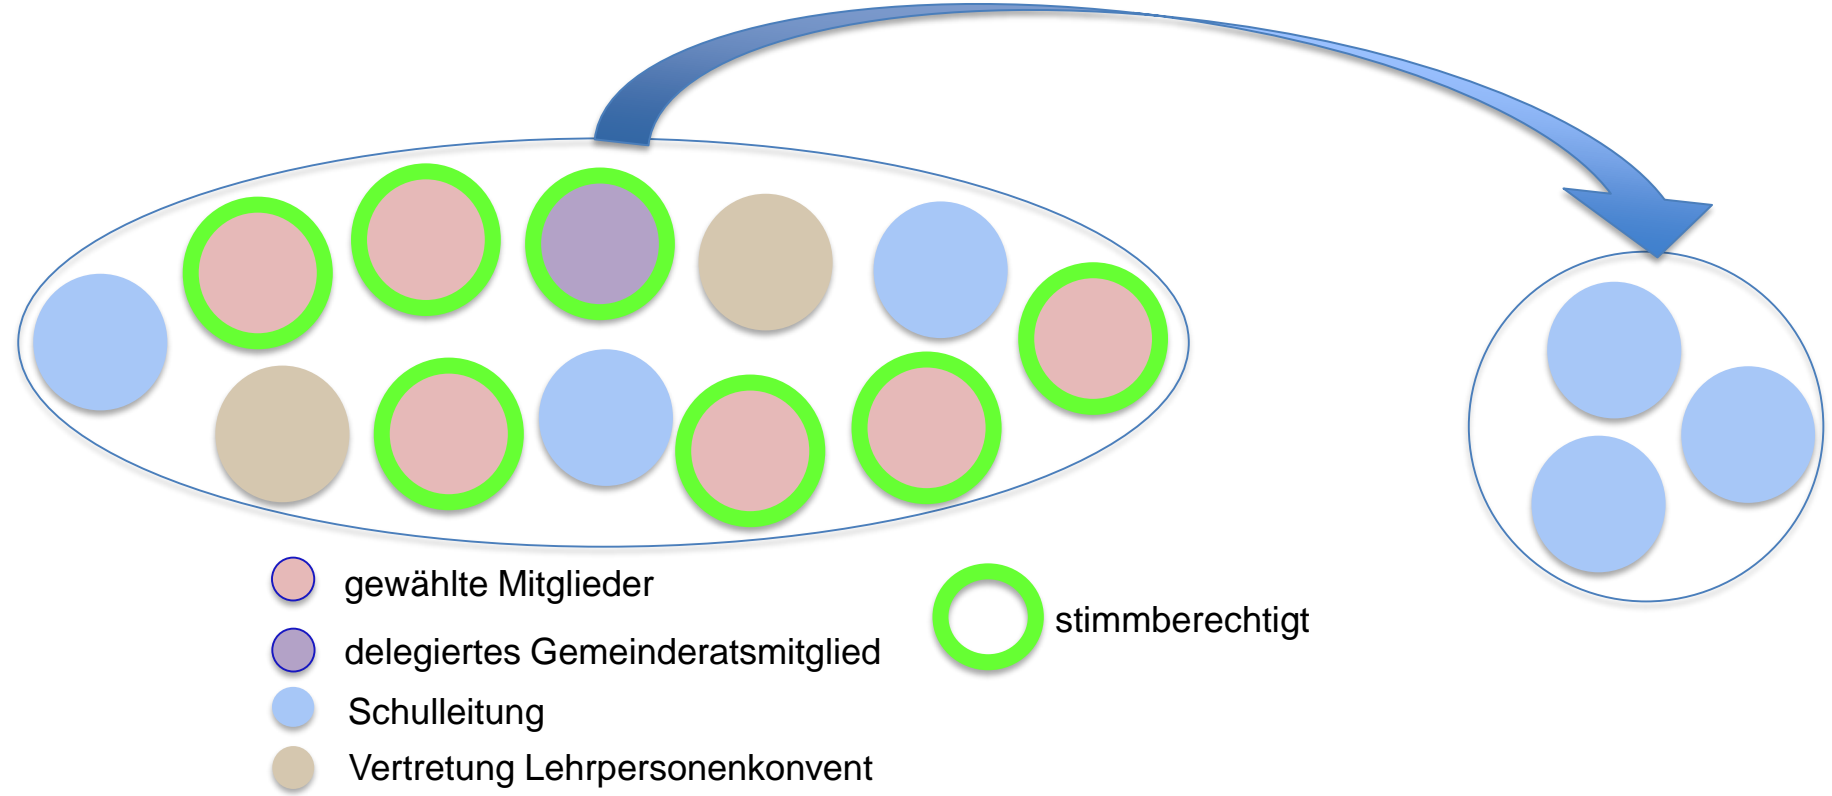 gewählte Mitglieder
delegiertes Gemeinderatsmitglied
Schulleitung
Vertretung Lehrpersonenkonvent
stimmberechtigt